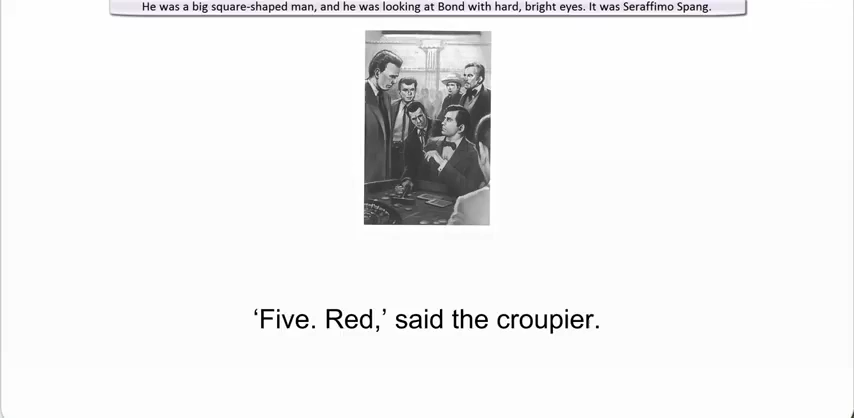 He was a big square-shaped man, and he was looking at Bond with hard, bright eyes. It was Seraffimo Spang.
‘Five. Red,’ said the croupier.